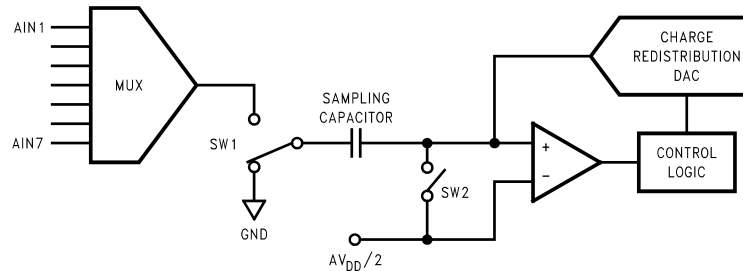 AIN1
AIN7
MUX
SW1
GND
SAMPLING
CAPACITOR
SW2
AVDD/2
+
−
CHARGE
REDISTRIBUTION
DAC
CONTROL
LOGIC